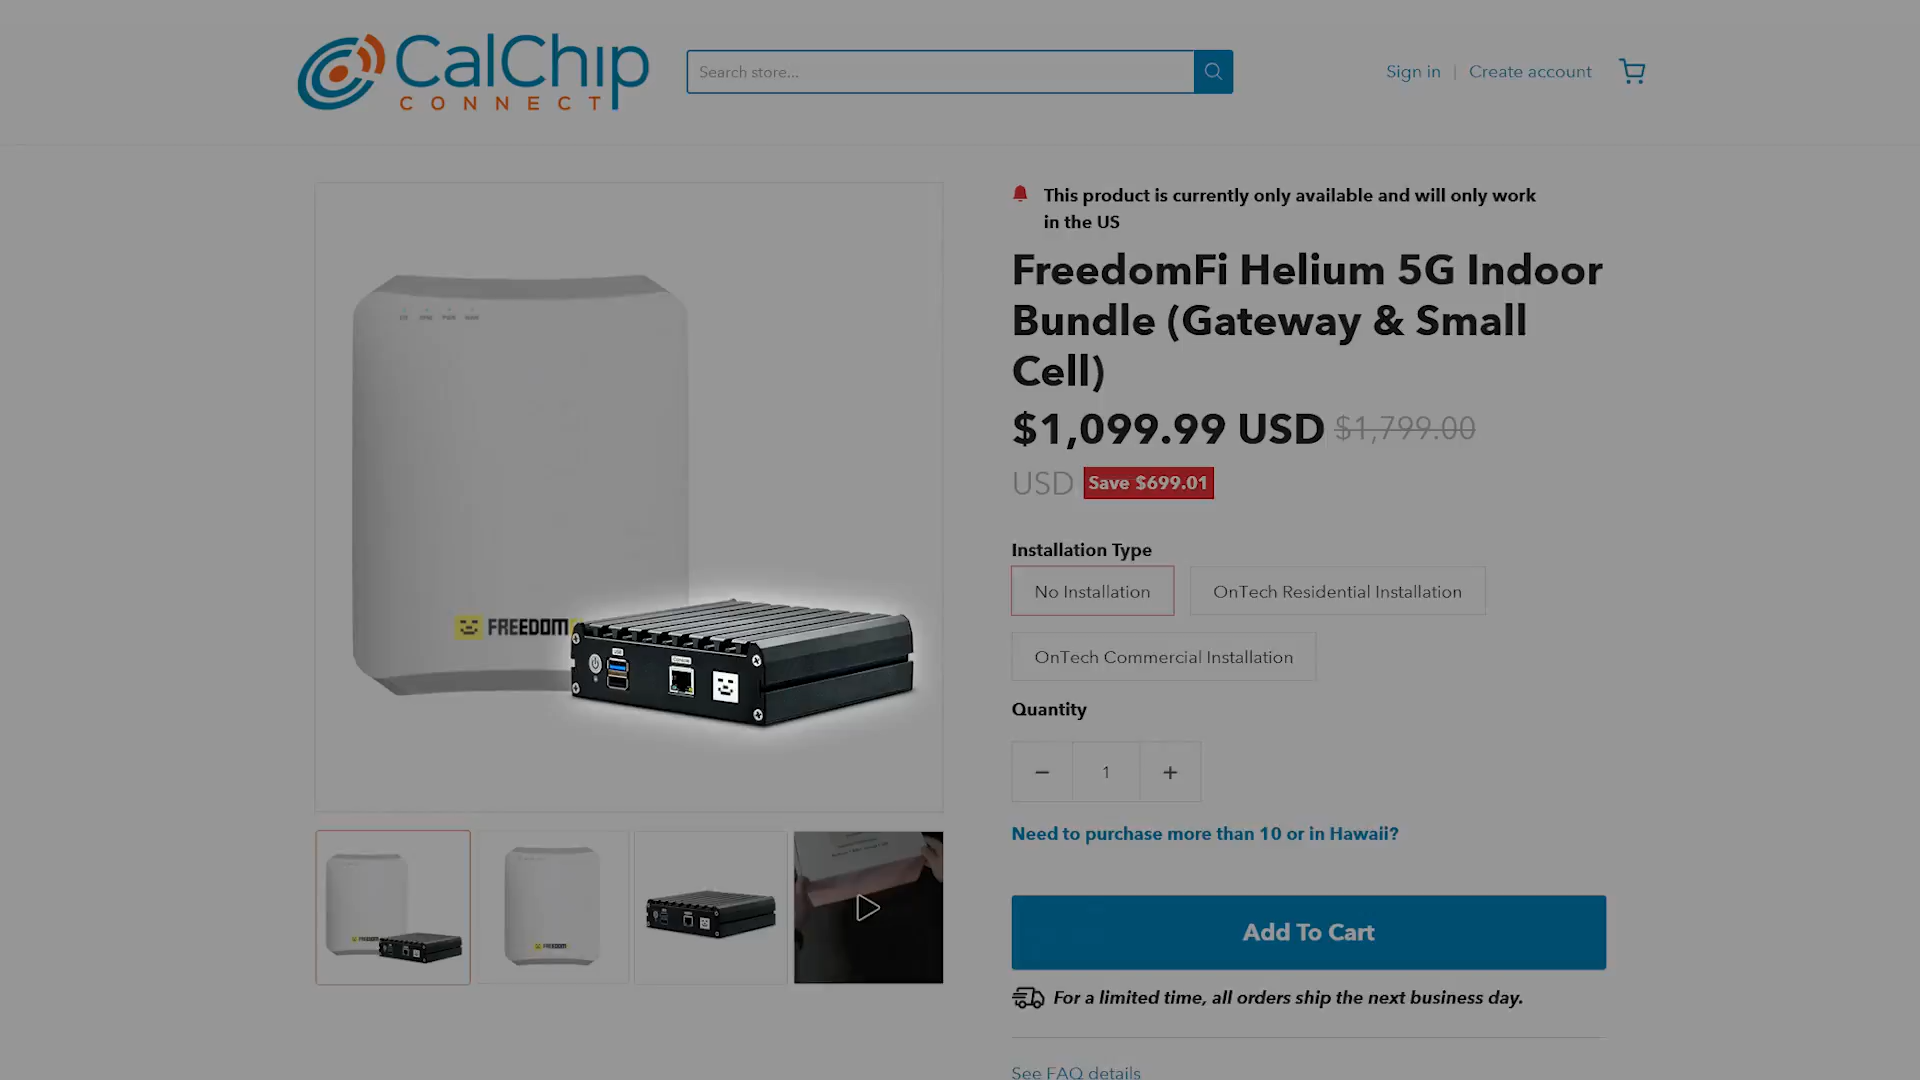 CalChip
CONNECT
Search store...
Sign in | Create account
This product is currently only available and will only work
in the US
FreedomFi Helium 5G Indoor
Bundle (Gateway & Small
Cell)
$1,099.99 USD $1,799.00
USD Save $699.01
Installation Type
No Installation
OnTech Residential Installation
OnTech Commercial Installation
Quantity
− 1 +
Need to purchase more than 10 or in Hawaii?
Add To Cart
For a limited time, all orders ship the next business day.
See FAQ details
FREEDOM